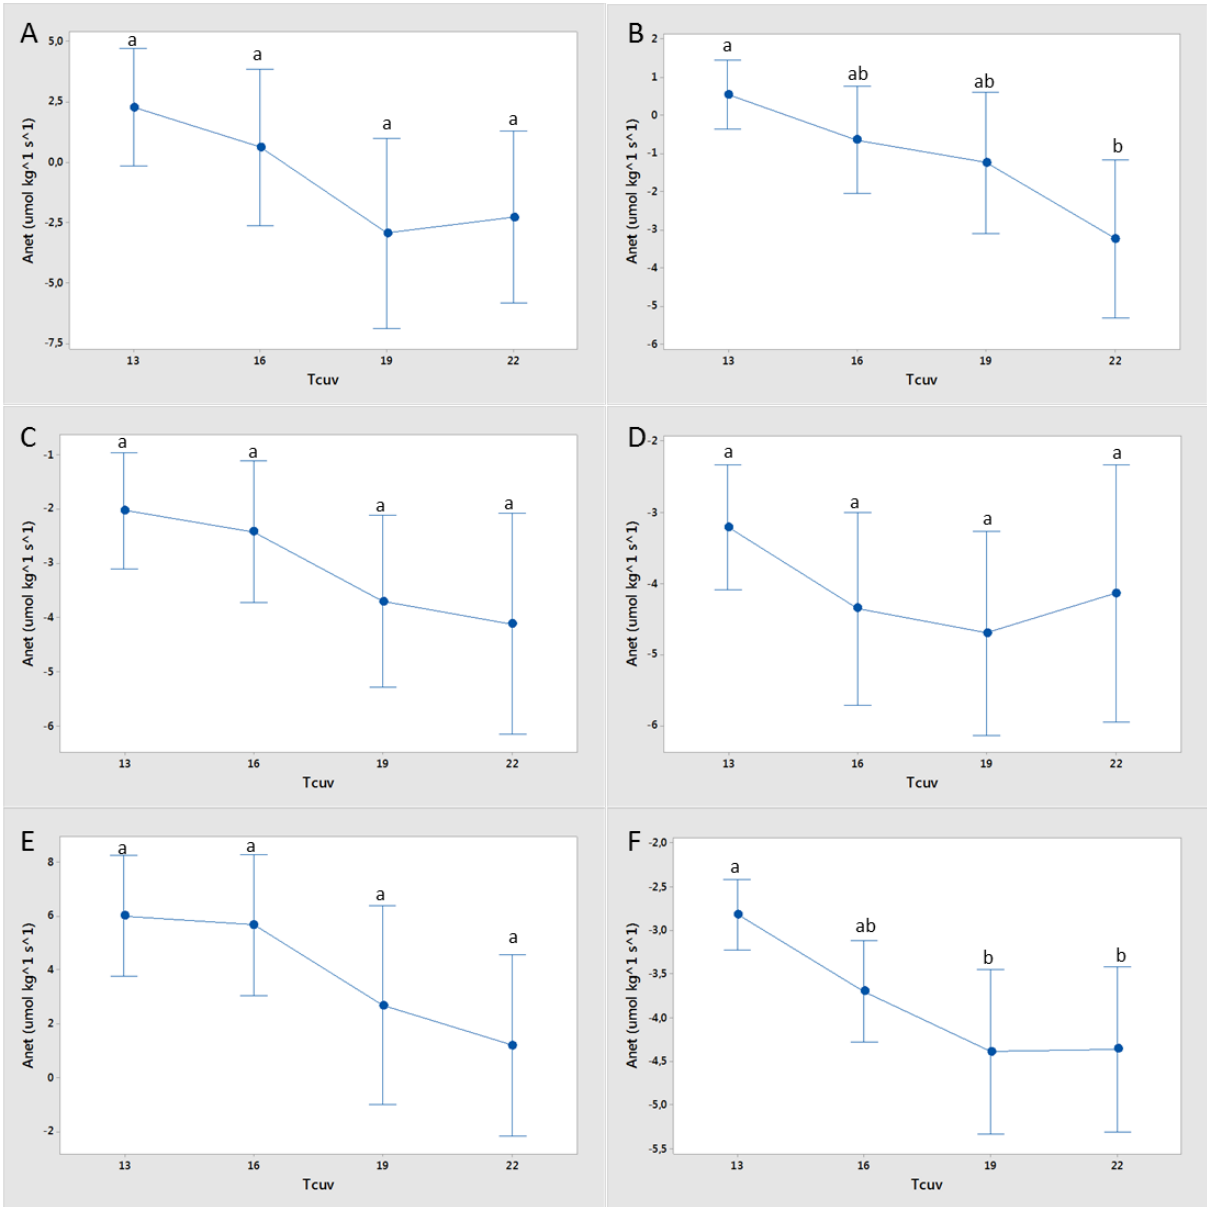 A
a
a
a
a
5,0
2,5
0,0
-2,5
-5,0
-7,5
Anet (umol kg^1 s^1)
13 16 19 22
Tcuv
B
a
ab
ab
b
2
1
0
-1
-2
-3
-4
-5
-6
Anet (umol kg^1 s^1)
13 16 19 22
Tcuv
C
a
a
a
a
-1
-2
-3
-4
-5
-6
Anet (umol kg^1 s^1)
13 16 19 22
Tcuv
D
a
a
a
a
-2
-3
-4
-5
-6
Anet (umol kg^1 s^1)
13 16 19 22
Tcuv
E
a
a
a
a
8
6
4
2
0
-2
Anet (umol kg^1 s^1)
13 16 19 22
Tcuv
F
a
ab
b
b
-2,0
-2,5
-3,0
-3,5
-4,0
-4,5
-5,0
-5,5
Anet (umol kg^1 s^1)
13 16 19 22
Tcuv